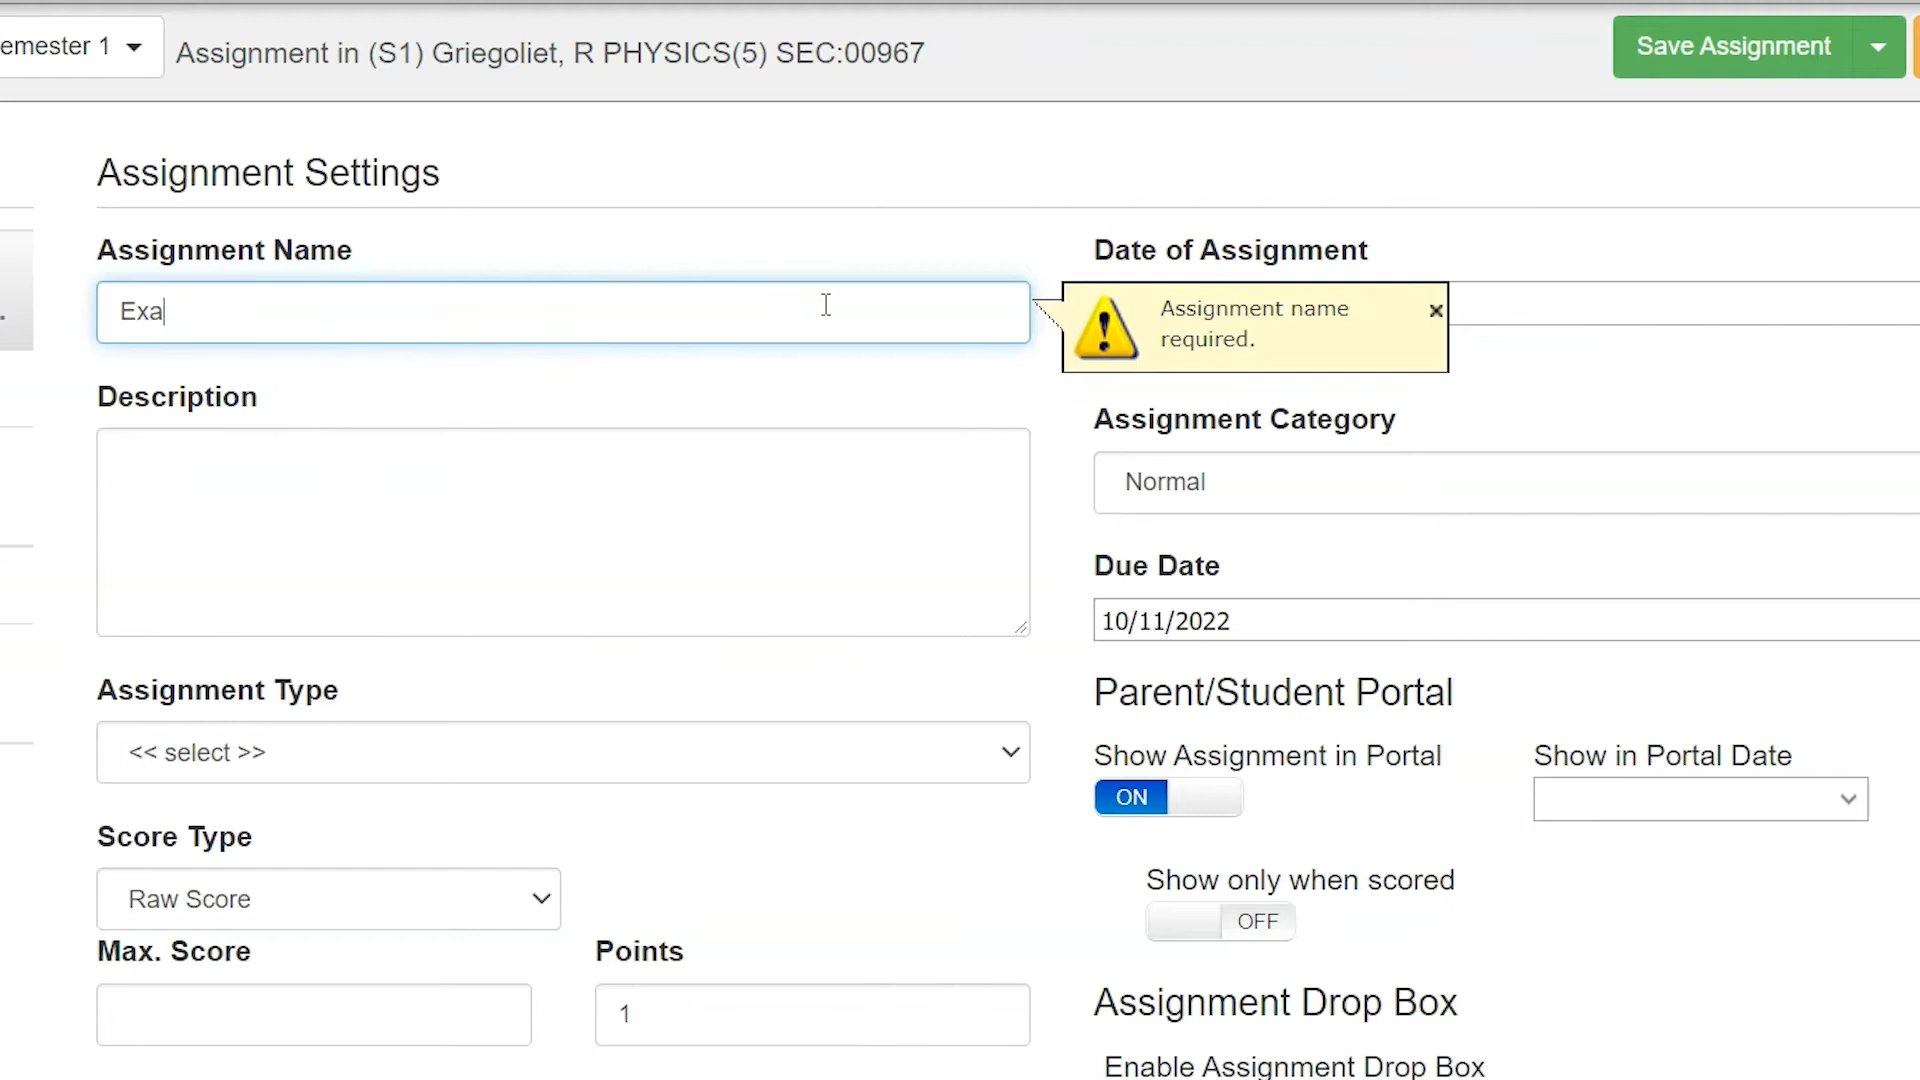 emester 1
Assignment in (S1) Griegoliet, R PHYSICS(5) SEC:00967
Save Assignment
Assignment Settings
Assignment Name
Exa
Description
Assignment Type
<< select >>
Score Type
Raw Score
Max. Score
Points
1
Date of Assignment
Assignment name
required.
Assignment Category
Normal
Due Date
10/11/2022
Parent/Student Portal
Show Assignment in Portal
ON
Show in Portal Date
Show only when scored
OFF
Assignment Drop Box
Enable Assignment Drop Box